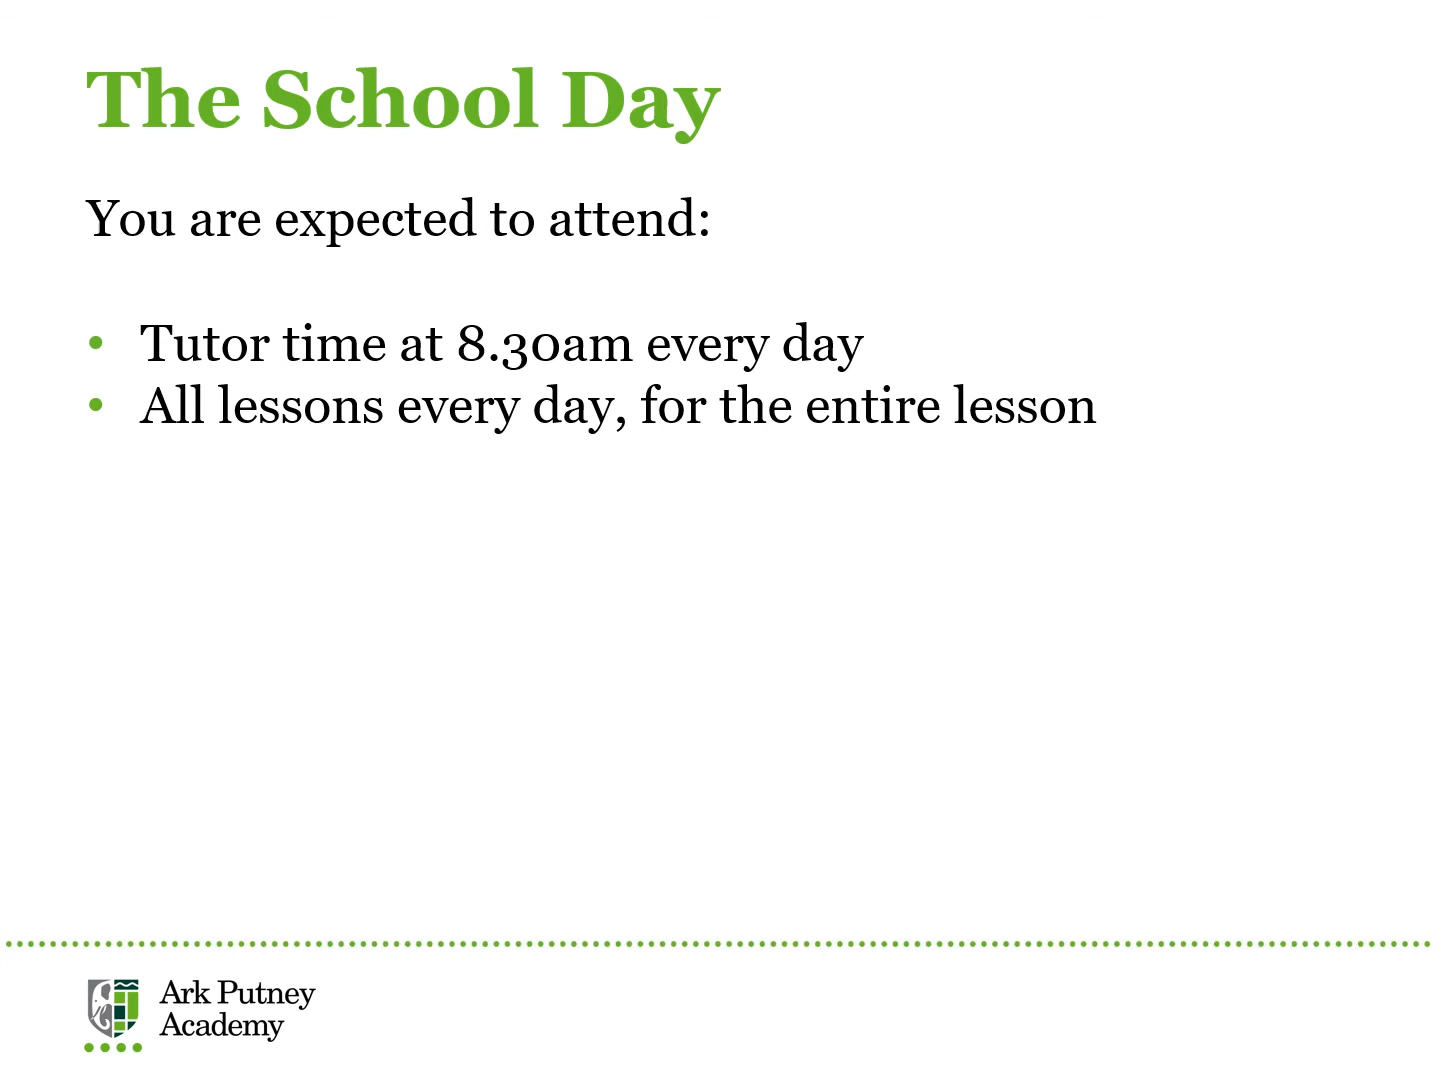 The School Day
You are expected to attend:
• Tutor time at 8.30am every day
• All lessons every day, for the entire lesson
Ark Putney
Academy